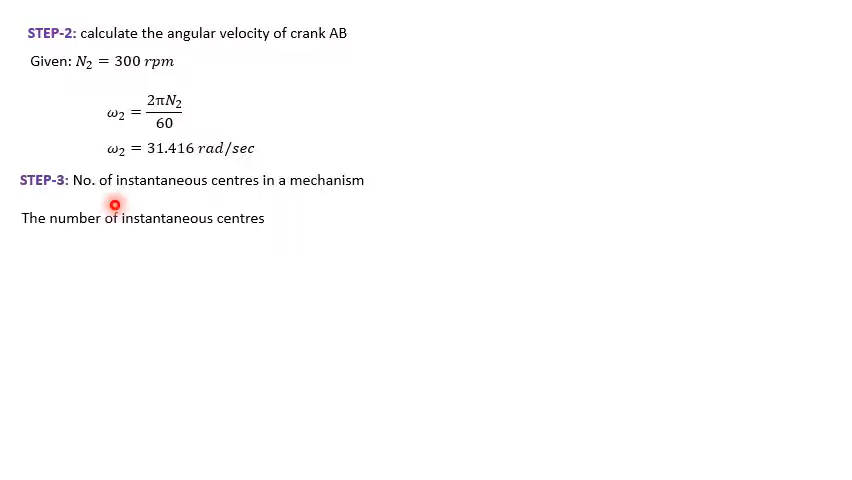 STEP-2: calculate the angular velocity of crank AB
Given: N₂ = 300 rpm
ω₂ = 2πN₂/60
ω₂ = 31.416 rad/sec
STEP-3: No. of instantaneous centres in a mechanism
The number of instantaneous centres